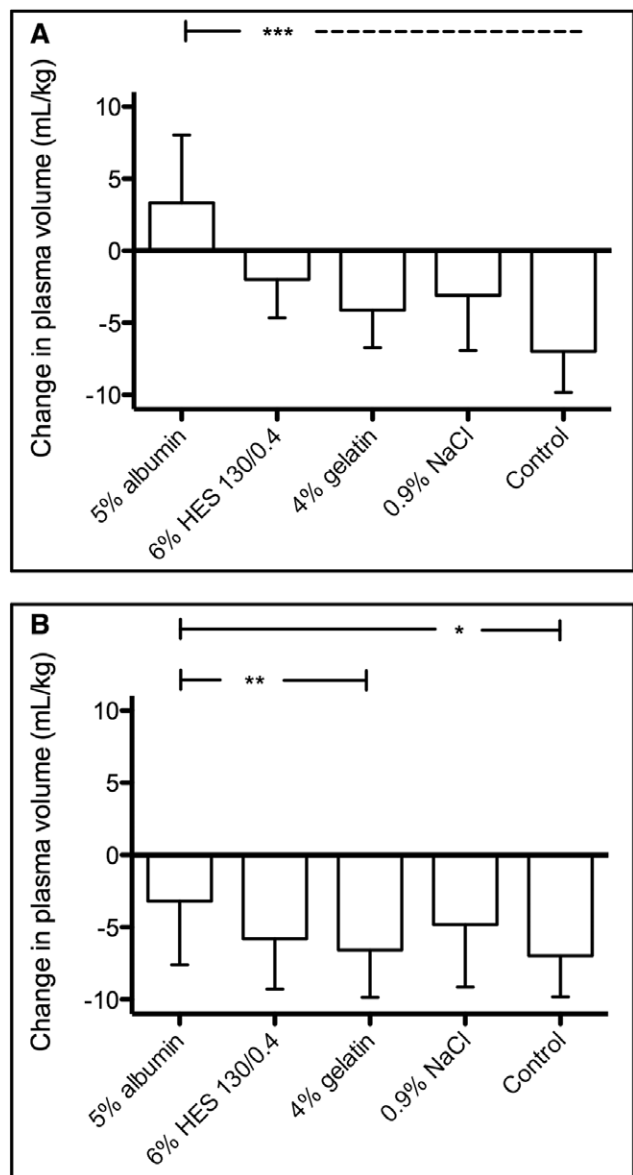 A
***
Change in plasma volume (mL/kg)
10
5
0
-5
-10
5% albumin
6% HES 130/0.4
4% gelatin
0.9% NaCl
Control
B
*
**
Change in plasma volume (mL/kg)
10
5
0
-5
-10
5% albumin
6% HES 130/0.4
4% gelatin
0.9% NaCl
Control